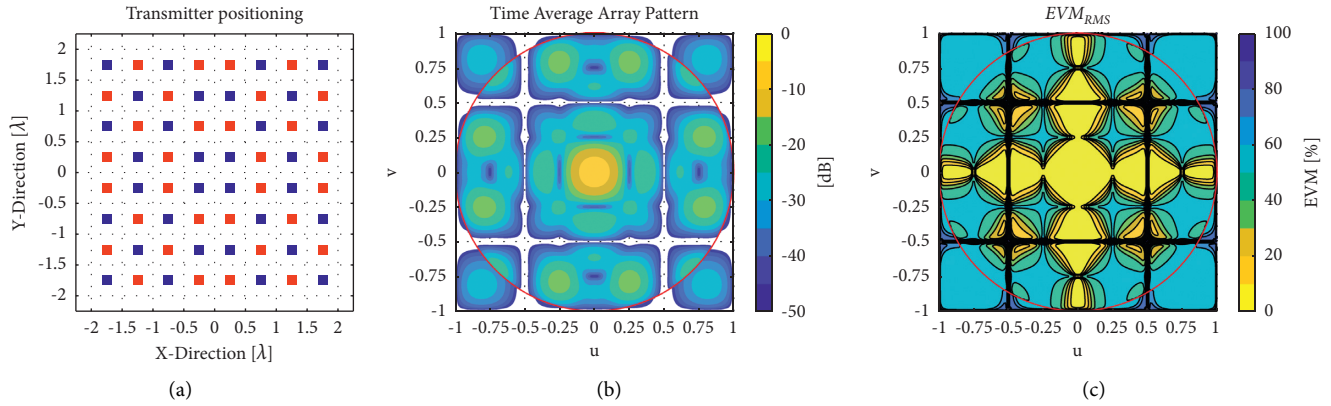 Transmitter positioning
2
1.5
1
0.5
0
-0.5
-1
-1.5
-2
Y-Direction [λ]
-2 -1.5 -1 -0.5 0 0.5 1 1.5 2
X-Direction [λ]
(a)
Time Average Array Pattern
1
0.75
0.5
0.25
0
-0.25
-0.5
-0.75
-1
v
-1 -0.75 -0.5 -0.25 0 0.25 0.5 0.75 1
u
0
-10
-20
-30
-40
-50
[dB]
(b)
EVM_RMS
1
0.75
0.5
0.25
0
-0.25
-0.5
-0.75
-1
v
-1 -0.75 -0.5 -0.25 0 0.25 0.5 0.75 1
u
100
80
60
40
20
0
EVM [%]
(c)